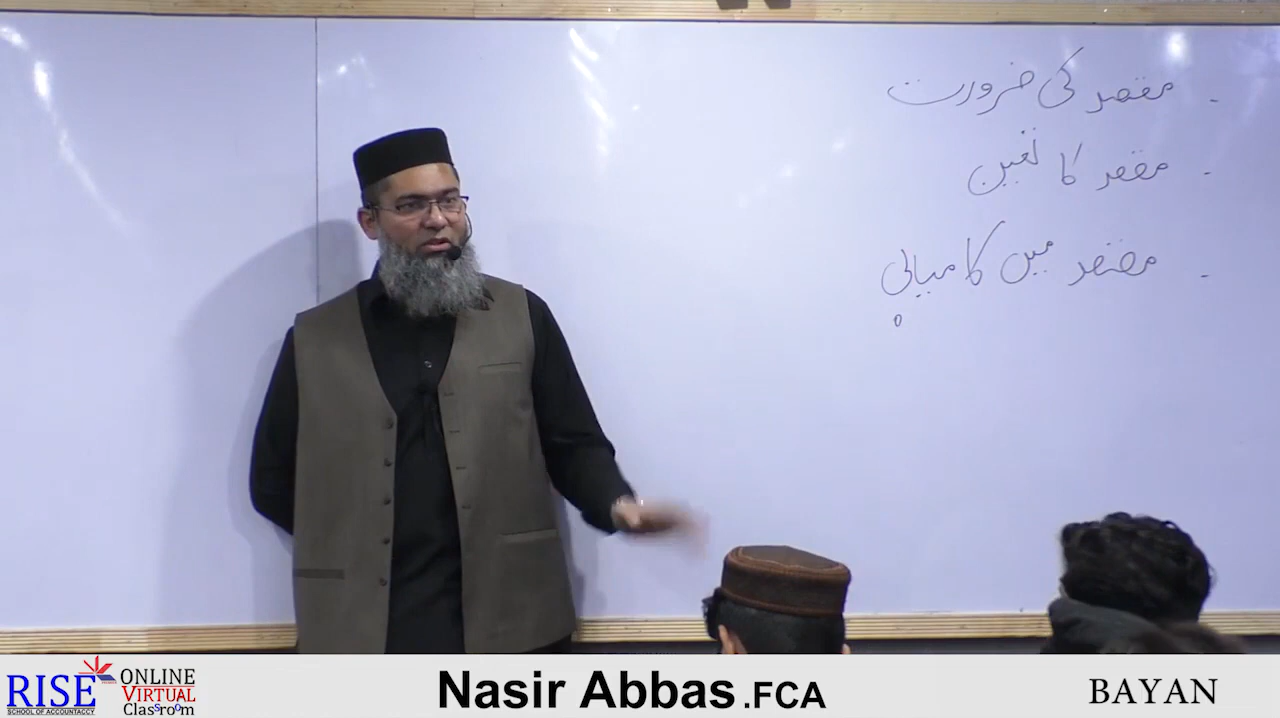 - مقصد کی ضرورت
- مقصد کا تعین
- مقصد میں کامیابی
RISE
SCHOOL OF ACCOUNTACCY
ONLINE
VIRTUAL
Classroom
Nasir Abbas .FCA
BAYAN